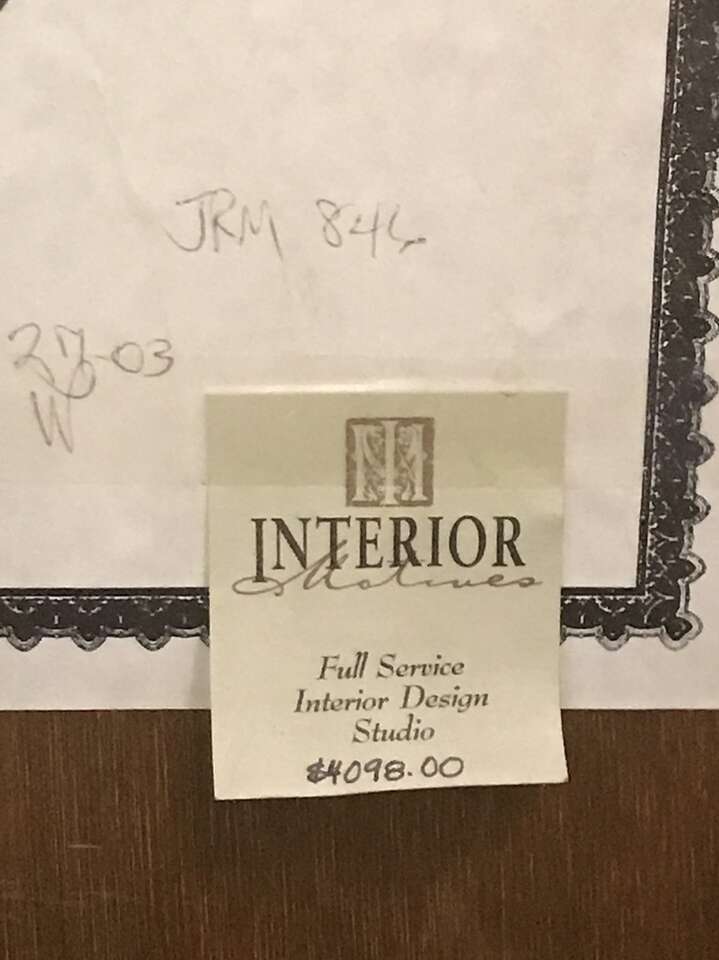 JRM 846
W
INTERIOR
Motives
Full Service
Interior Design
Studio
$4098.00